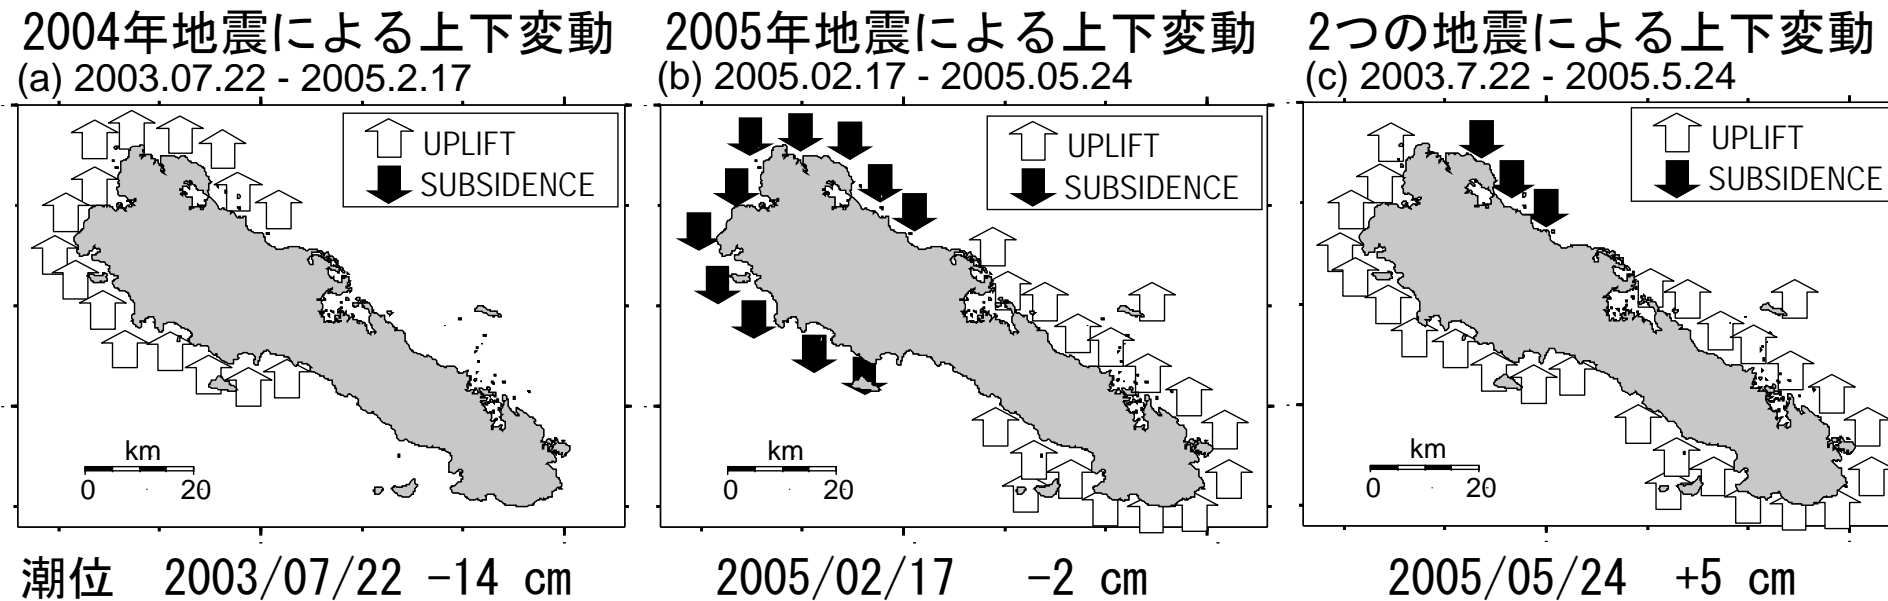 2004年地震による上下変動
(a) 2003.07.22 - 2005.2.17
UPLIFT
SUBSIDENCE
km
0 20
2005年地震による上下変動
(b) 2005.02.17 - 2005.05.24
UPLIFT
SUBSIDENCE
km
0 20
2つの地震による上下変動
(c) 2003.7.22 - 2005.5.24
UPLIFT
SUBSIDENCE
km
0 20
潮位 2003/07/22 -14 cm
2005/02/17 -2 cm
2005/05/24 +5 cm